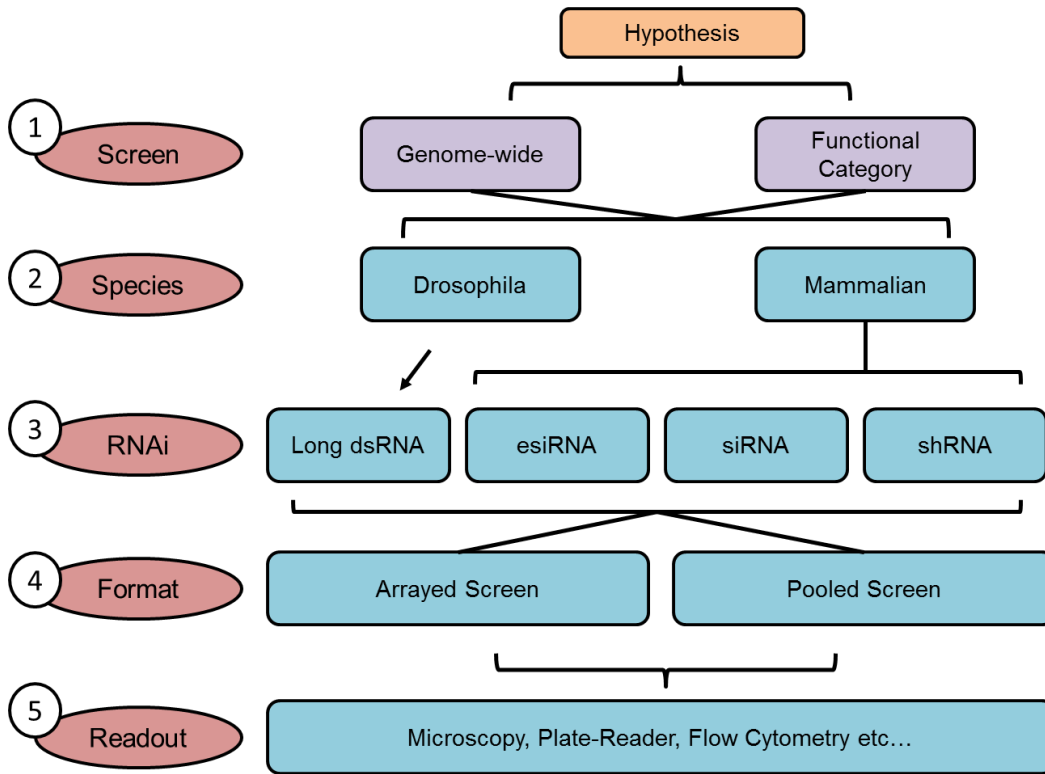 Hypothesis
1
Screen
Genome-wide
Functional
Category
2
Species
Drosophila
Mammalian
3
RNAi
Long dsRNA
esiRNA
siRNA
shRNA
4
Format
Arrayed Screen
Pooled Screen
5
Readout
Microscopy, Plate-Reader, Flow Cytometry etc…